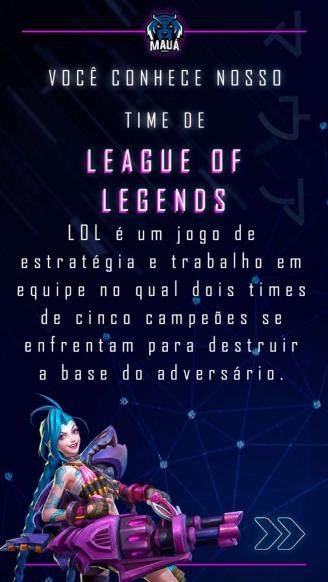 MAUÁ
VOCÊ CONHECE NOSSO
TIME DE
LEAGUE OF
LEGENDS
LOL é um jogo de
estratégia e trabalho em
equipe no qual dois times
de cinco campeões se
enfrentam para destruir
a base do adversário.